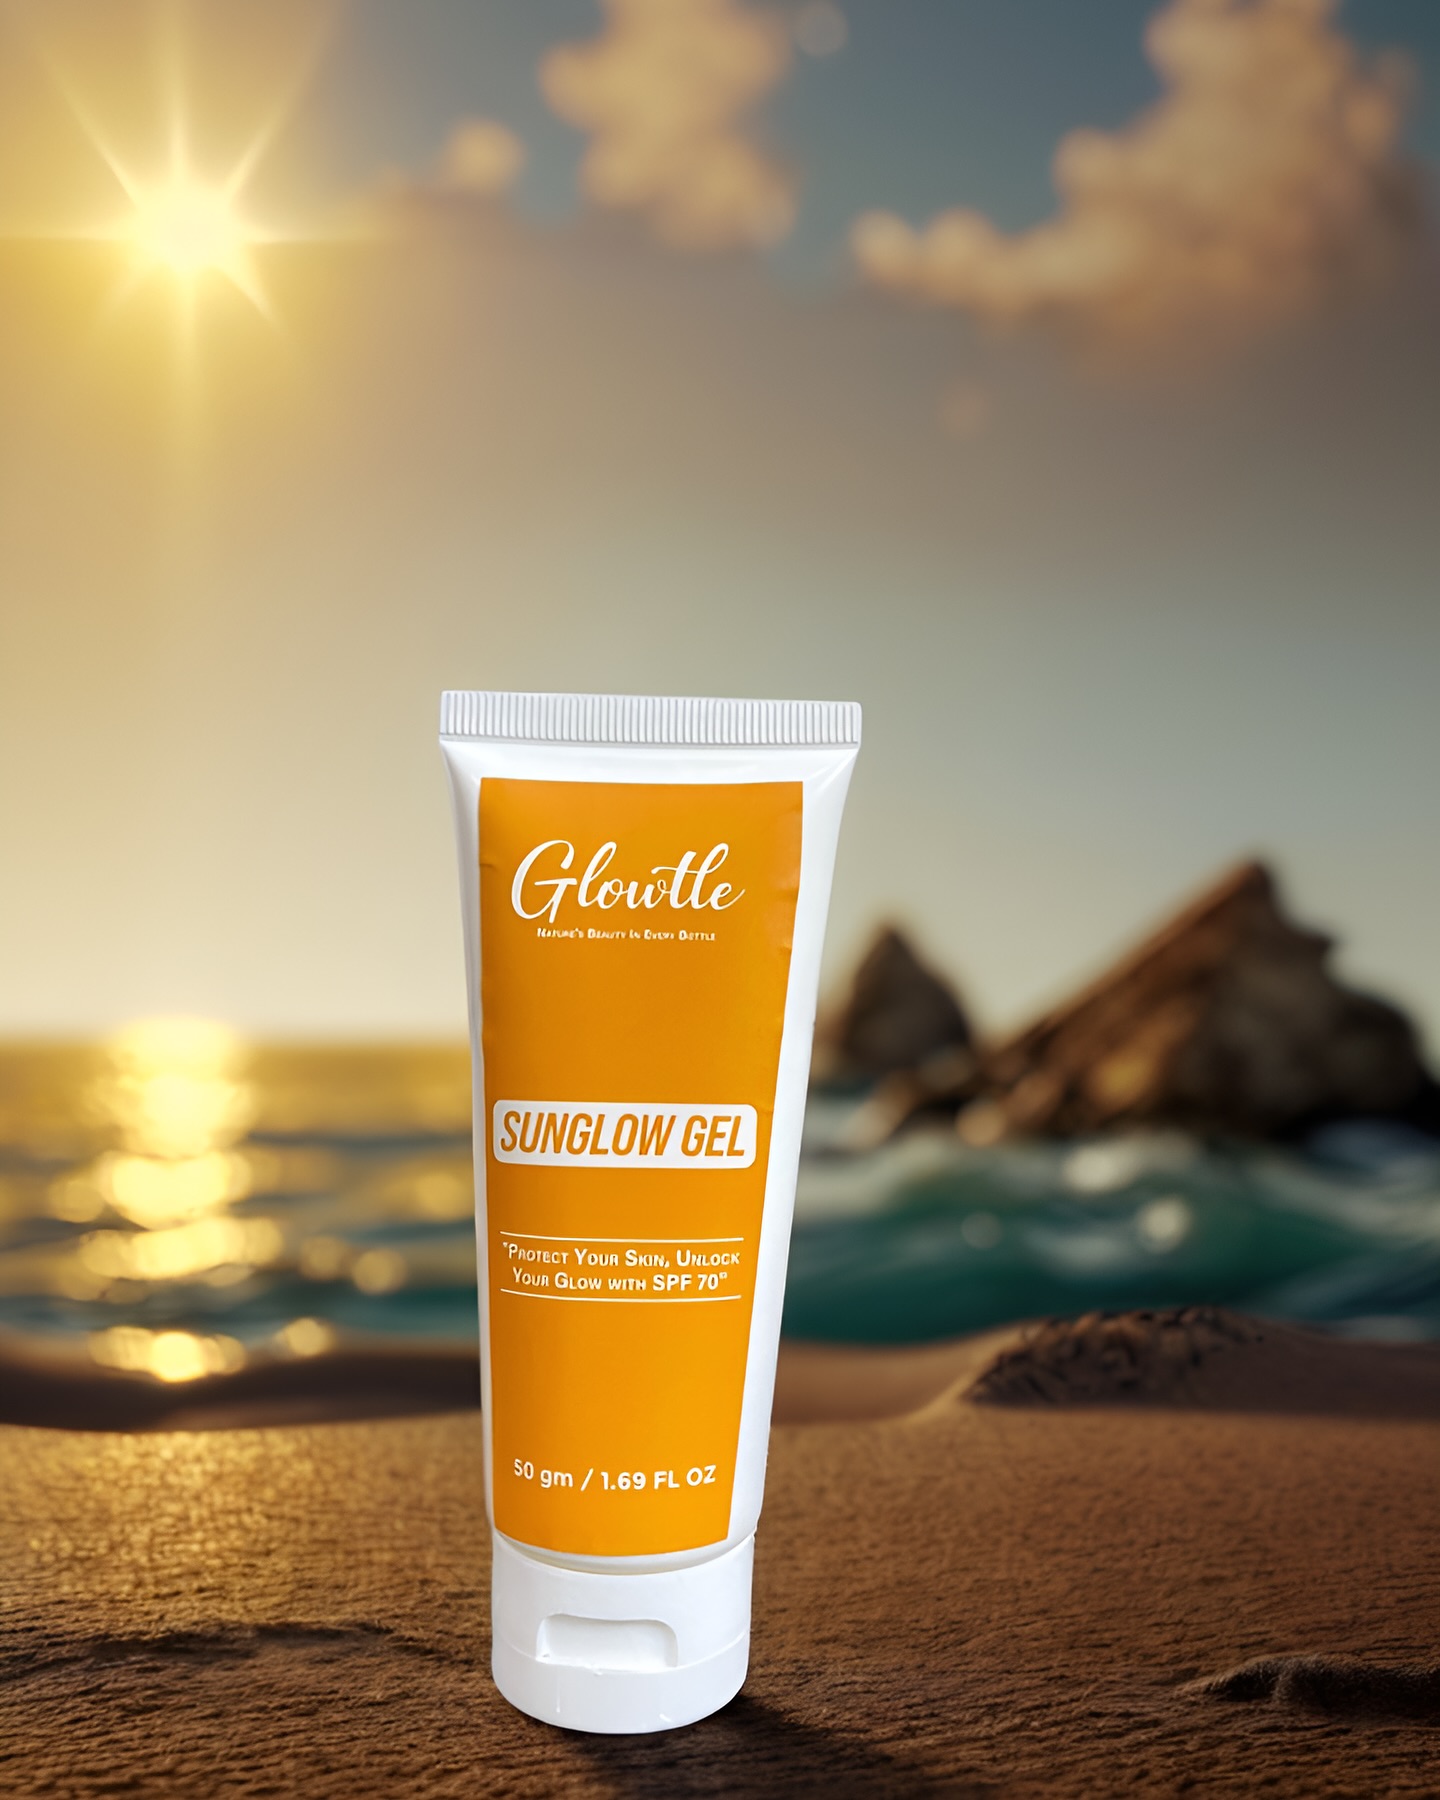 Glowtle
Nature's Beauty In Every Bottle
SUNGLOW GEL
"Protect Your Skin, Unlock
Your Glow with SPF 70"
50 gm / 1.69 FL OZ